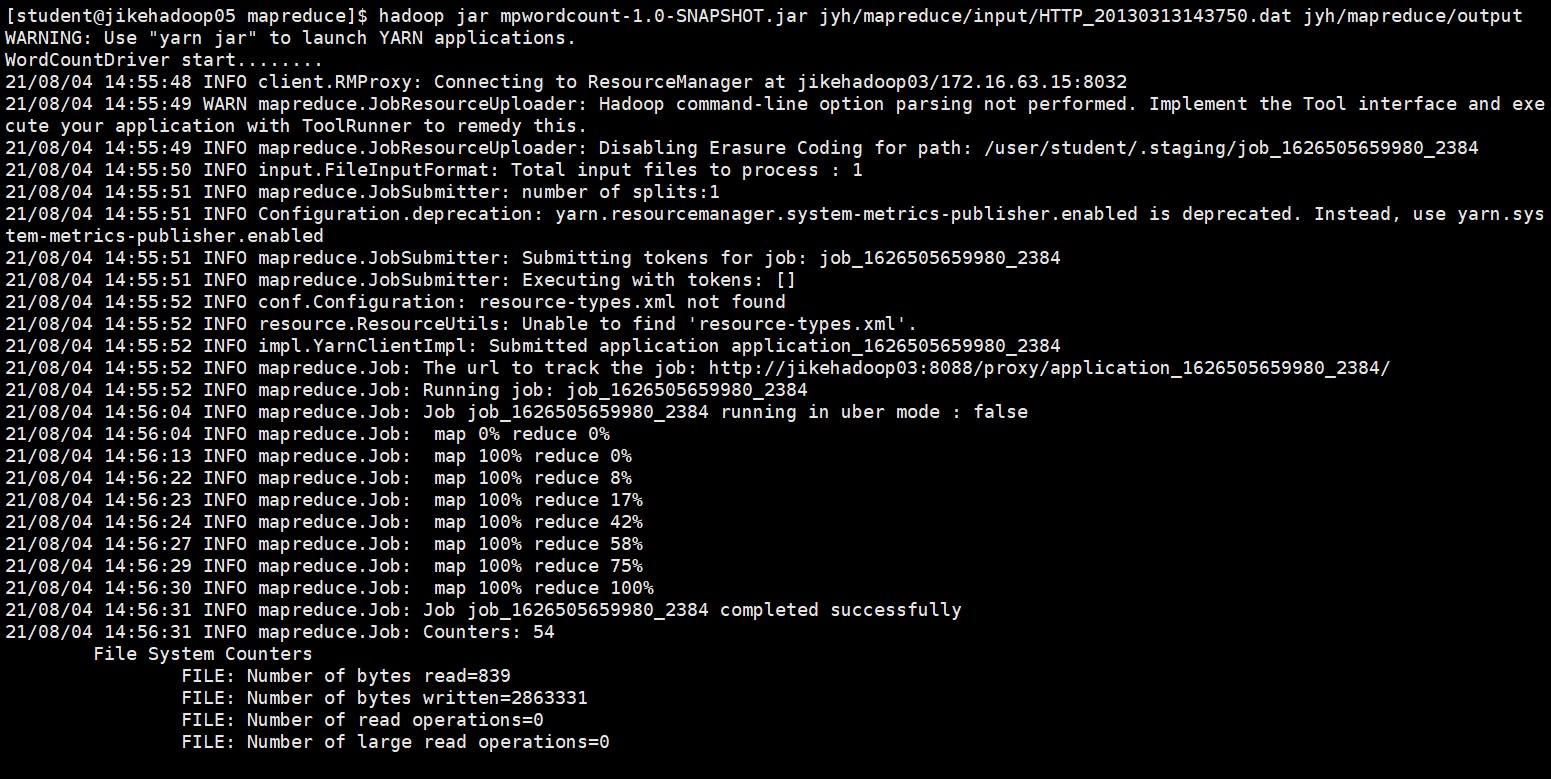 [student@jikehadoop05 mapreduce]$ hadoop jar mpwordcount-1.0-SNAPSHOT.jar jyh/mapreduce/input/HTTP_20130313143750.dat jyh/mapreduce/output
WARNING: Use "yarn jar" to launch YARN applications.
WordCountDriver start........
21/08/04 14:55:48 INFO client.RMProxy: Connecting to ResourceManager at jikehadoop03/172.16.63.15:8032
21/08/04 14:55:49 WARN mapreduce.JobResourceUploader: Hadoop command-line option parsing not performed. Implement the Tool interface and exe
cute your application with ToolRunner to remedy this.
21/08/04 14:55:49 INFO mapreduce.JobResourceUploader: Disabling Erasure Coding for path: /user/student/.staging/job_1626505659980_2384
21/08/04 14:55:50 INFO input.FileInputFormat: Total input files to process : 1
21/08/04 14:55:51 INFO mapreduce.JobSubmitter: number of splits:1
21/08/04 14:55:51 INFO Configuration.deprecation: yarn.resourcemanager.system-metrics-publisher.enabled is deprecated. Instead, use yarn.sys
tem-metrics-publisher.enabled
21/08/04 14:55:51 INFO mapreduce.JobSubmitter: Submitting tokens for job: job_1626505659980_2384
21/08/04 14:55:51 INFO mapreduce.JobSubmitter: Executing with tokens: []
21/08/04 14:55:52 INFO conf.Configuration: resource-types.xml not found
21/08/04 14:55:52 INFO resource.ResourceUtils: Unable to find 'resource-types.xml'.
21/08/04 14:55:52 INFO impl.YarnClientImpl: Submitted application application_1626505659980_2384
21/08/04 14:55:52 INFO mapreduce.Job: The url to track the job: http://jikehadoop03:8088/proxy/application_1626505659980_2384/
21/08/04 14:55:52 INFO mapreduce.Job: Running job: job_1626505659980_2384
21/08/04 14:56:04 INFO mapreduce.Job: Job job_1626505659980_2384 running in uber mode : false
21/08/04 14:56:04 INFO mapreduce.Job:  map 0% reduce 0%
21/08/04 14:56:13 INFO mapreduce.Job:  map 100% reduce 0%
21/08/04 14:56:22 INFO mapreduce.Job:  map 100% reduce 8%
21/08/04 14:56:23 INFO mapreduce.Job:  map 100% reduce 17%
21/08/04 14:56:24 INFO mapreduce.Job:  map 100% reduce 42%
21/08/04 14:56:27 INFO mapreduce.Job:  map 100% reduce 58%
21/08/04 14:56:29 INFO mapreduce.Job:  map 100% reduce 75%
21/08/04 14:56:30 INFO mapreduce.Job:  map 100% reduce 100%
21/08/04 14:56:31 INFO mapreduce.Job: Job job_1626505659980_2384 completed successfully
21/08/04 14:56:31 INFO mapreduce.Job: Counters: 54
File System Counters
FILE: Number of bytes read=839
FILE: Number of bytes written=2863331
FILE: Number of read operations=0
FILE: Number of large read operations=0